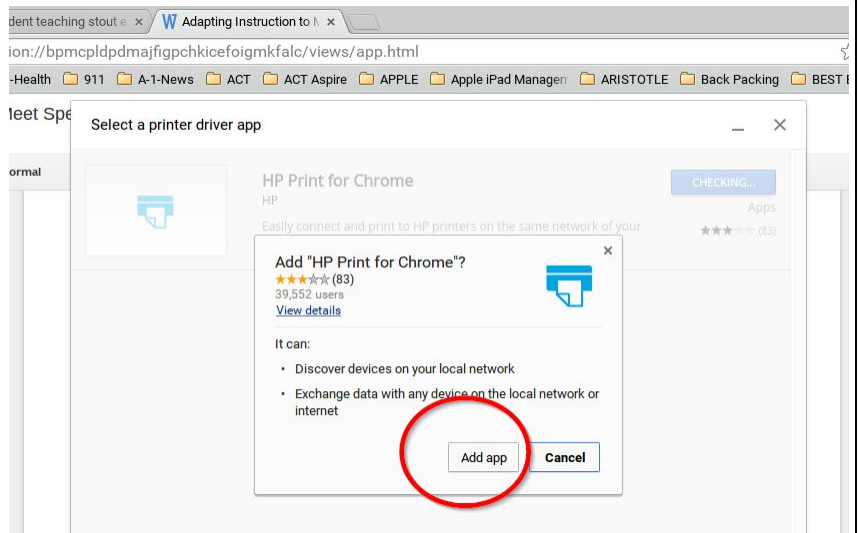 dent teaching stout e ×
W Adapting Instruction to M ×
ion://bpmcpldpdmajfigpchkicefoigmkfalc/views/app.html
-Health 911 A-1-News ACT ACT Aspire APPLE Apple iPad Managem ARISTOTLE Back Packing BEST E
Meet Spe
Select a printer driver app
ormal
HP Print for Chrome
CHECKING...
HP
Apps
Easily connect and print to HP printers on the same network of your
(83)
Add "HP Print for Chrome"?
(83)
39,552 users
View details
It can:
• Discover devices on your local network
• Exchange data with any device on the local network or
internet
Add app Cancel